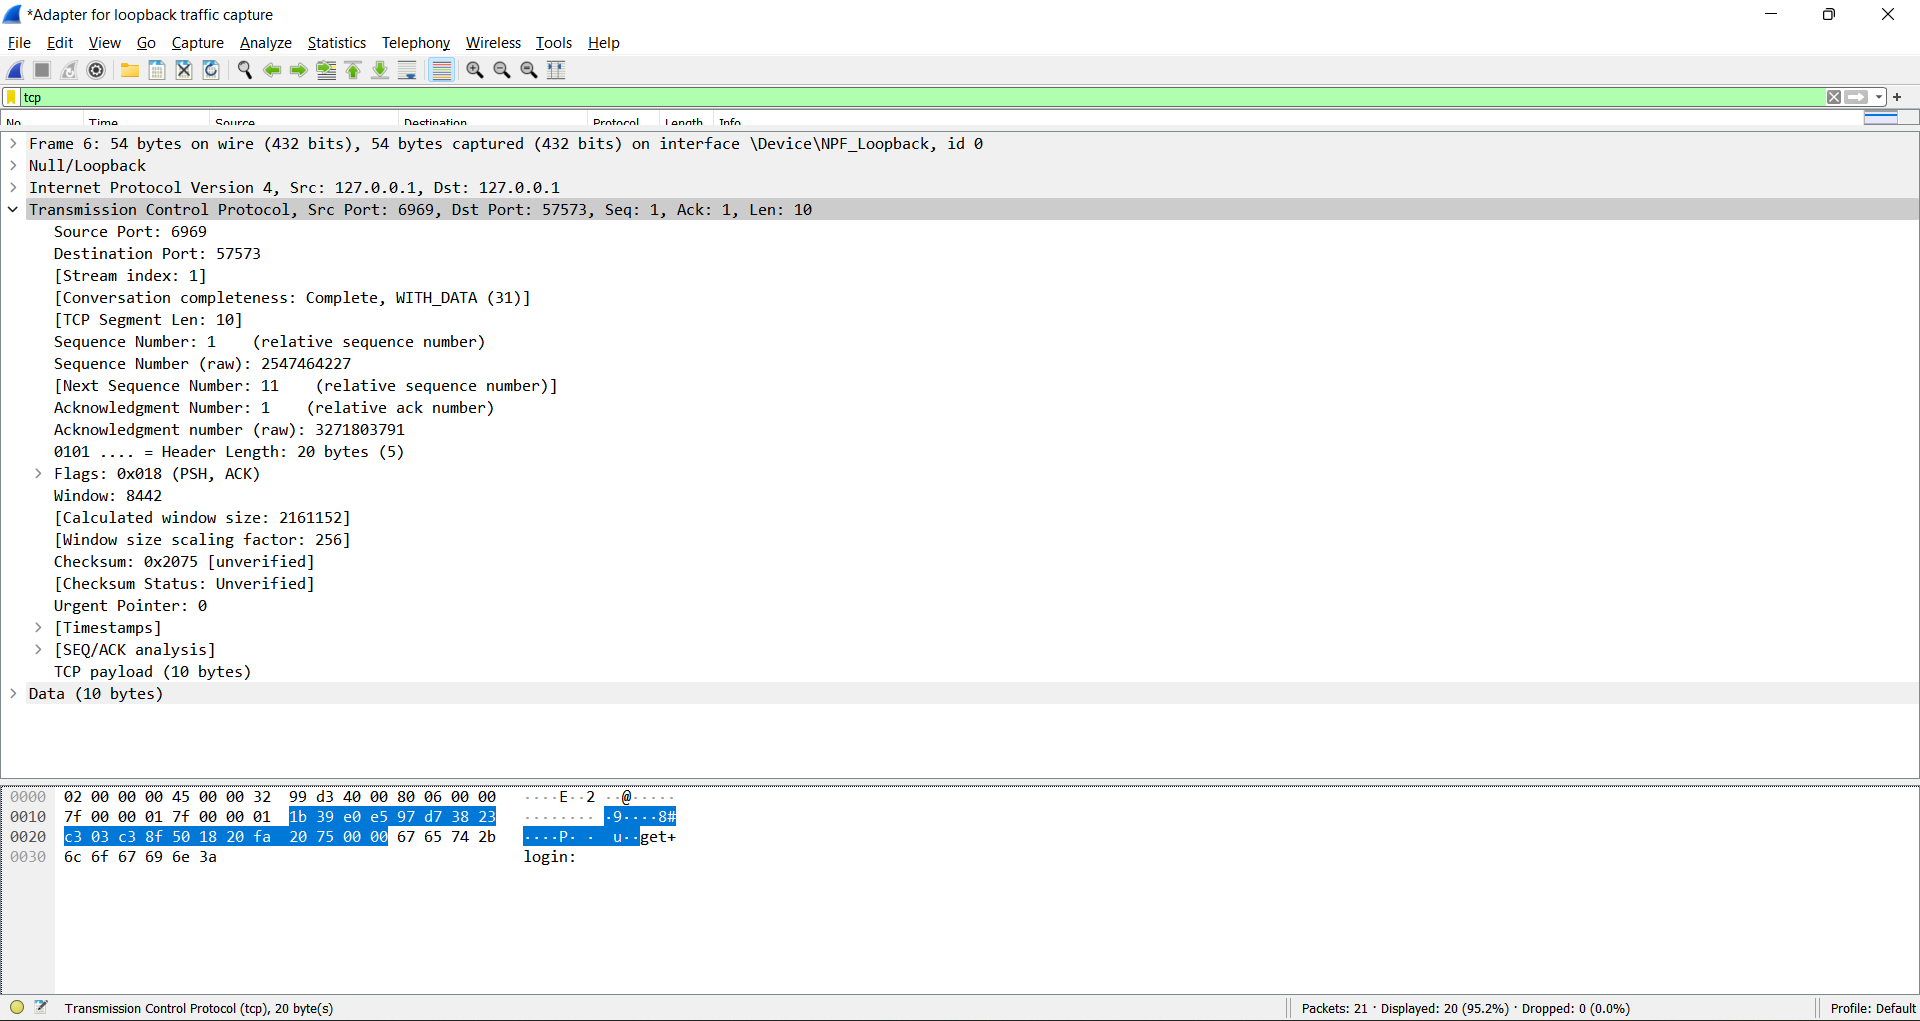 *Adapter for loopback traffic capture
File Edit View Go Capture Analyze Statistics Telephony Wireless Tools Help
tcp
No. Time Source Destination Protocol Length Info
Frame 6: 54 bytes on wire (432 bits), 54 bytes captured (432 bits) on interface \Device\NPF_Loopback, id 0
Null/Loopback
Internet Protocol Version 4, Src: 127.0.0.1, Dst: 127.0.0.1
Transmission Control Protocol, Src Port: 6969, Dst Port: 57573, Seq: 1, Ack: 1, Len: 10
Source Port: 6969
Destination Port: 57573
[Stream index: 1]
[Conversation completeness: Complete, WITH_DATA (31)]
[TCP Segment Len: 10]
Sequence Number: 1    (relative sequence number)
Sequence Number (raw): 2547464227
[Next Sequence Number: 11    (relative sequence number)]
Acknowledgment Number: 1    (relative ack number)
Acknowledgment number (raw): 3271803791
0101 .... = Header Length: 20 bytes (5)
Flags: 0x018 (PSH, ACK)
Window: 8442
[Calculated window size: 2161152]
[Window size scaling factor: 256]
Checksum: 0x2075 [unverified]
[Checksum Status: Unverified]
Urgent Pointer: 0
[Timestamps]
[SEQ/ACK analysis]
TCP payload (10 bytes)
Data (10 bytes)
0000 02 00 00 00 45 00 00 32 99 d3 40 00 80 06 00 00 ····E··2 ··@·····
0010 7f 00 00 01 7f 00 00 01 1b 39 e0 e5 97 d7 38 23 ········ ·9····8#
0020 c3 03 c3 8f 50 18 20 fa 20 75 00 00 67 65 74 2b ····P· · u··get+
0030 6c 6f 67 69 6e 3a login:
Transmission Control Protocol (tcp), 20 byte(s)
Packets: 21 · Displayed: 20 (95.2%) · Dropped: 0 (0.0%)
Profile: Default